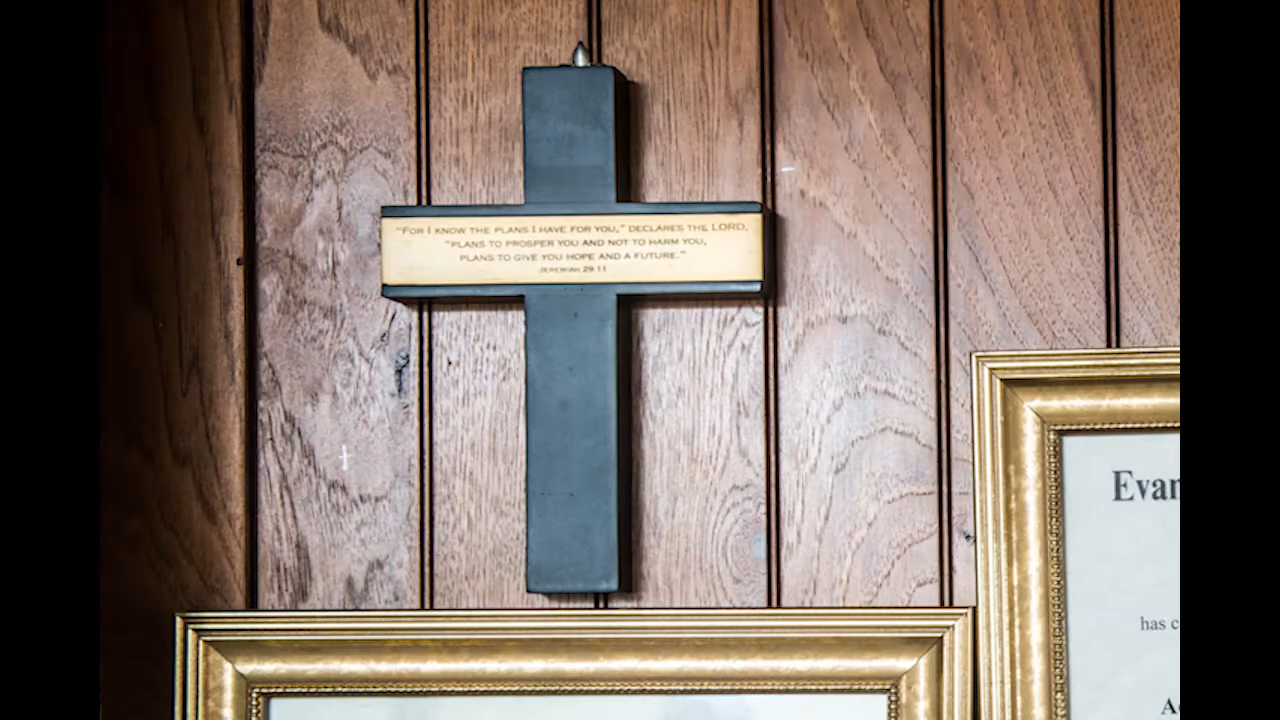 "FOR I KNOW THE PLANS I HAVE FOR YOU," DECLARES THE LORD,
"PLANS TO PROSPER YOU AND NOT TO HARM YOU,
PLANS TO GIVE YOU HOPE AND A FUTURE."
JEREMIAH 29:11
Evan
has c
A